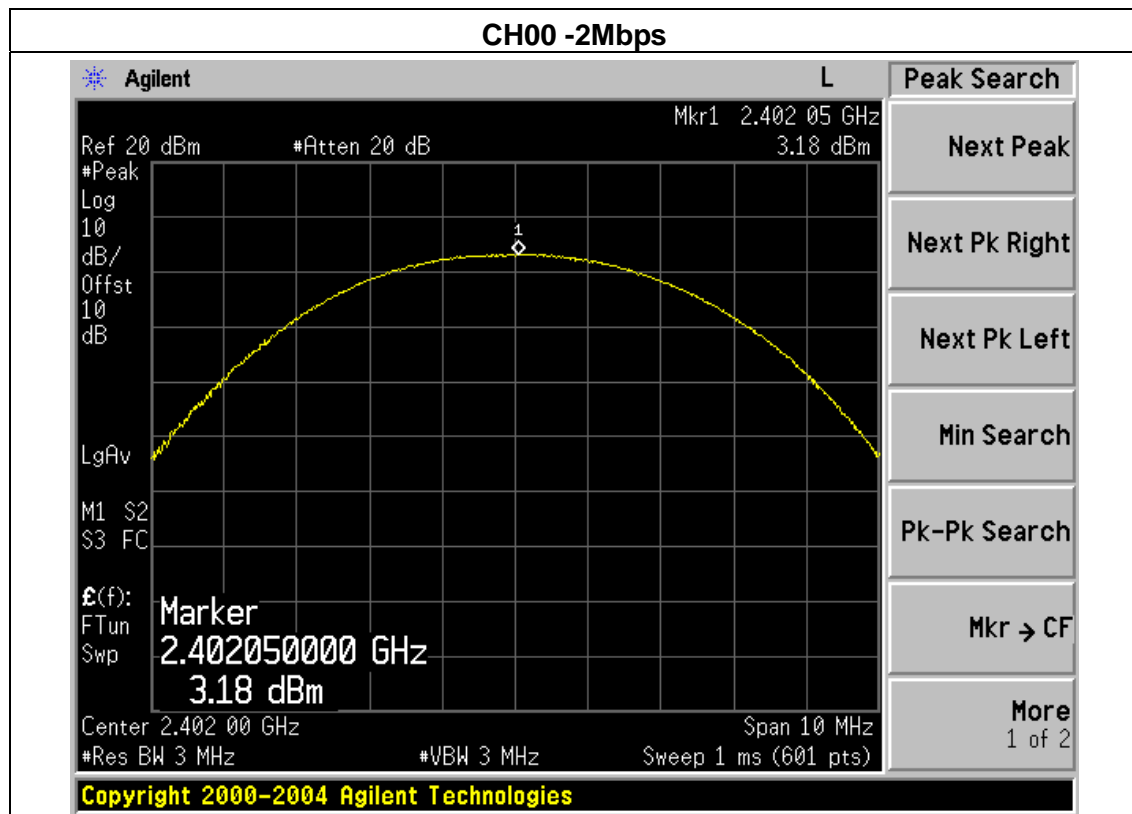 CH00 -2Mbps
Agilent L Peak Search
Mkr1 2.402 05 GHz
Ref 20 dBm #Atten 20 dB 3.18 dBm
Next Peak
#Peak
Log
10
dB/
Offst
10
dB
1
Next Pk Right
Next Pk Left
Min Search
LgAv
M1 S2
S3 FC
Pk-Pk Search
£(f):
FTun
Swp
Marker
2.402050000 GHz
3.18 dBm
Mkr → CF
Center 2.402 00 GHz Span 10 MHz
#Res BW 3 MHz #VBW 3 MHz Sweep 1 ms (601 pts)
More
1 of 2
Copyright 2000-2004 Agilent Technologies